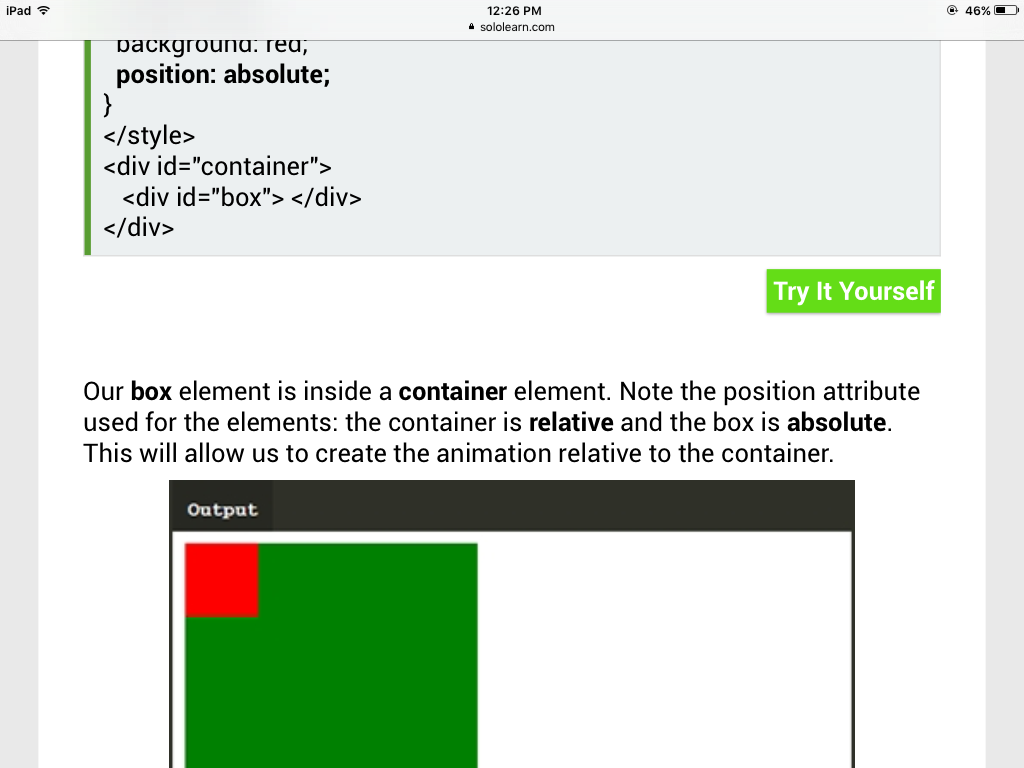 iPad 12:26 PM 46%
sololearn.com
background: red;
position: absolute;
}
</style>
<div id="container">
<div id="box"> </div>
</div>
Try It Yourself
Our box element is inside a container element. Note the position attribute
used for the elements: the container is relative and the box is absolute.
This will allow us to create the animation relative to the container.
Output